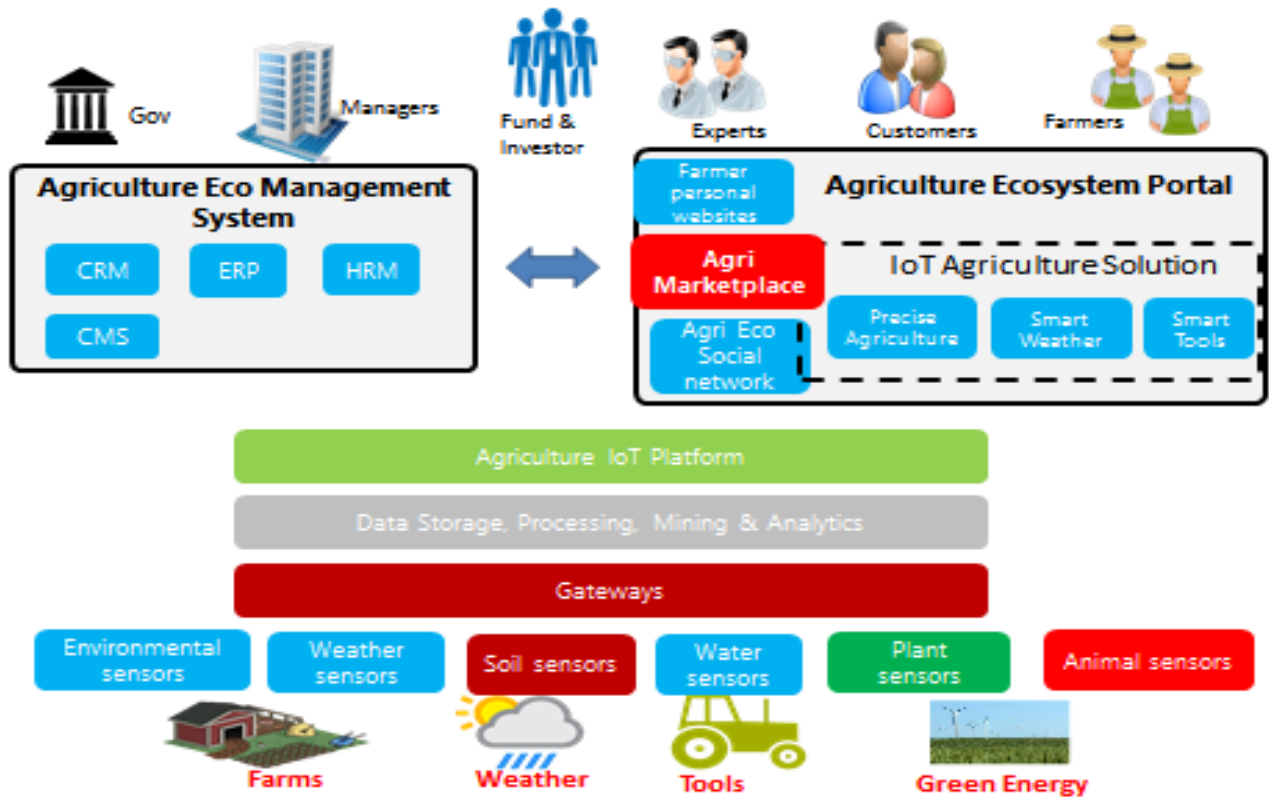 Gov
Managers
Fund &
Investor
Experts
Customers
Farmers
Agriculture Eco Management
System
CRM
ERP
HRM
CMS
Farmer
personal
websites
Agriculture Ecosystem Portal
Agri
Marketplace
IoT Agriculture Solution
Agri Eco
Social
network
Precise
Agriculture
Smart
Weather
Smart
Tools
Agriculture IoT Platform
Data Storage, Processing, Mining & Analytics
Gateways
Environmental
sensors
Weather
sensors
Soil sensors
Water
sensors
Plant
sensors
Animal sensors
Farms
Weather
Tools
Green Energy